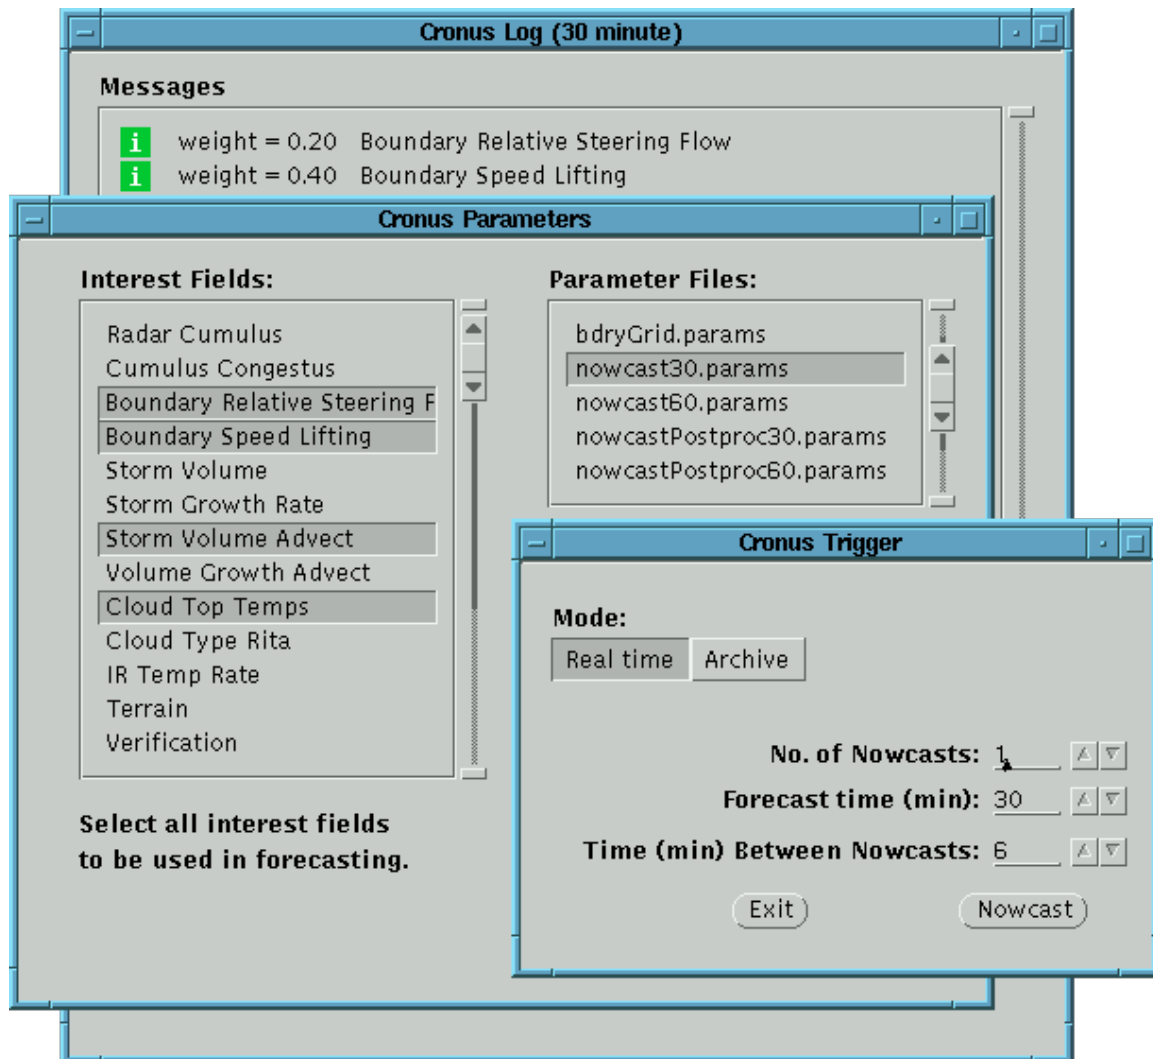 Cronus Log (30 minute)
Messages
i weight = 0.20 Boundary Relative Steering Flow
i weight = 0.40 Boundary Speed Lifting
Cronus Parameters
Interest Fields:
Radar Cumulus
Cumulus Congestus
Boundary Relative Steering F
Boundary Speed Lifting
Storm Volume
Storm Growth Rate
Storm Volume Advect
Volume Growth Advect
Cloud Top Temps
Cloud Type Rita
IR Temp Rate
Terrain
Verification
Select all interest fields
to be used in forecasting.
Parameter Files:
bdryGrid.params
nowcast30.params
nowcast60.params
nowcastPostproc30.params
nowcastPostproc60.params
Cronus Trigger
Mode:
Real time Archive
No. of Nowcasts: 1
Forecast time (min): 30
Time (min) Between Nowcasts: 6
Exit Nowcast